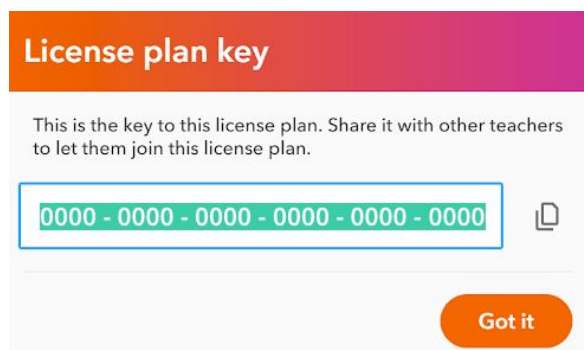 License plan key
This is the key to this license plan. Share it with other teachers
to let them join this license plan.
0000 - 0000 - 0000 - 0000 - 0000 - 0000
Got it